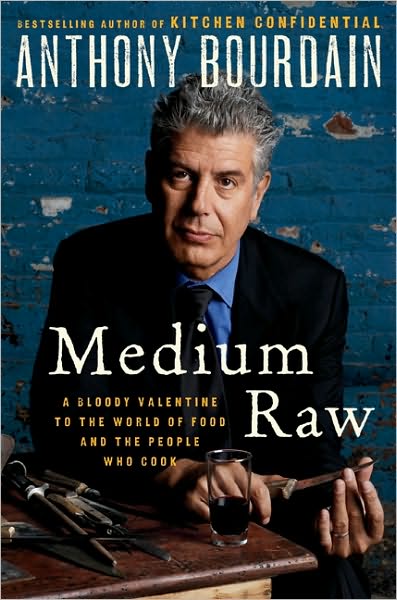 BESTSELLING AUTHOR OF KITCHEN CONFIDENTIAL
ANTHONY BOURDAIN
Medium
Raw
A BLOODY VALENTINE
TO THE WORLD OF FOOD
AND THE PEOPLE
WHO COOK